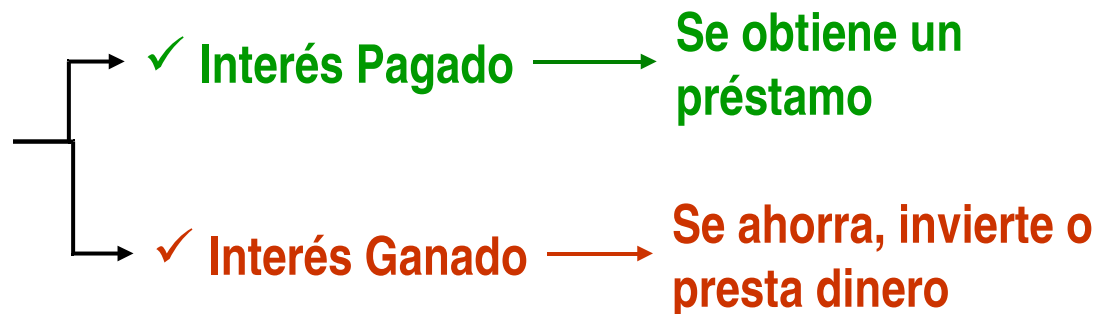 ✓ Interés Pagado
Se obtiene un
préstamo
✓ Interés Ganado
Se ahorra, invierte o
presta dinero